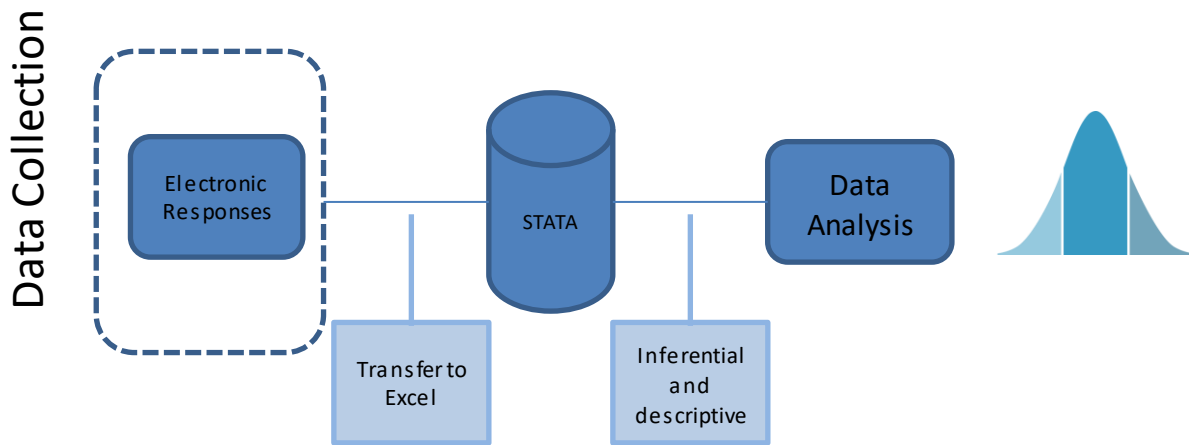 Data Collection
Electronic
Responses
STATA
Data
Analysis
Transfer to
Excel
Inferential
and
descriptive